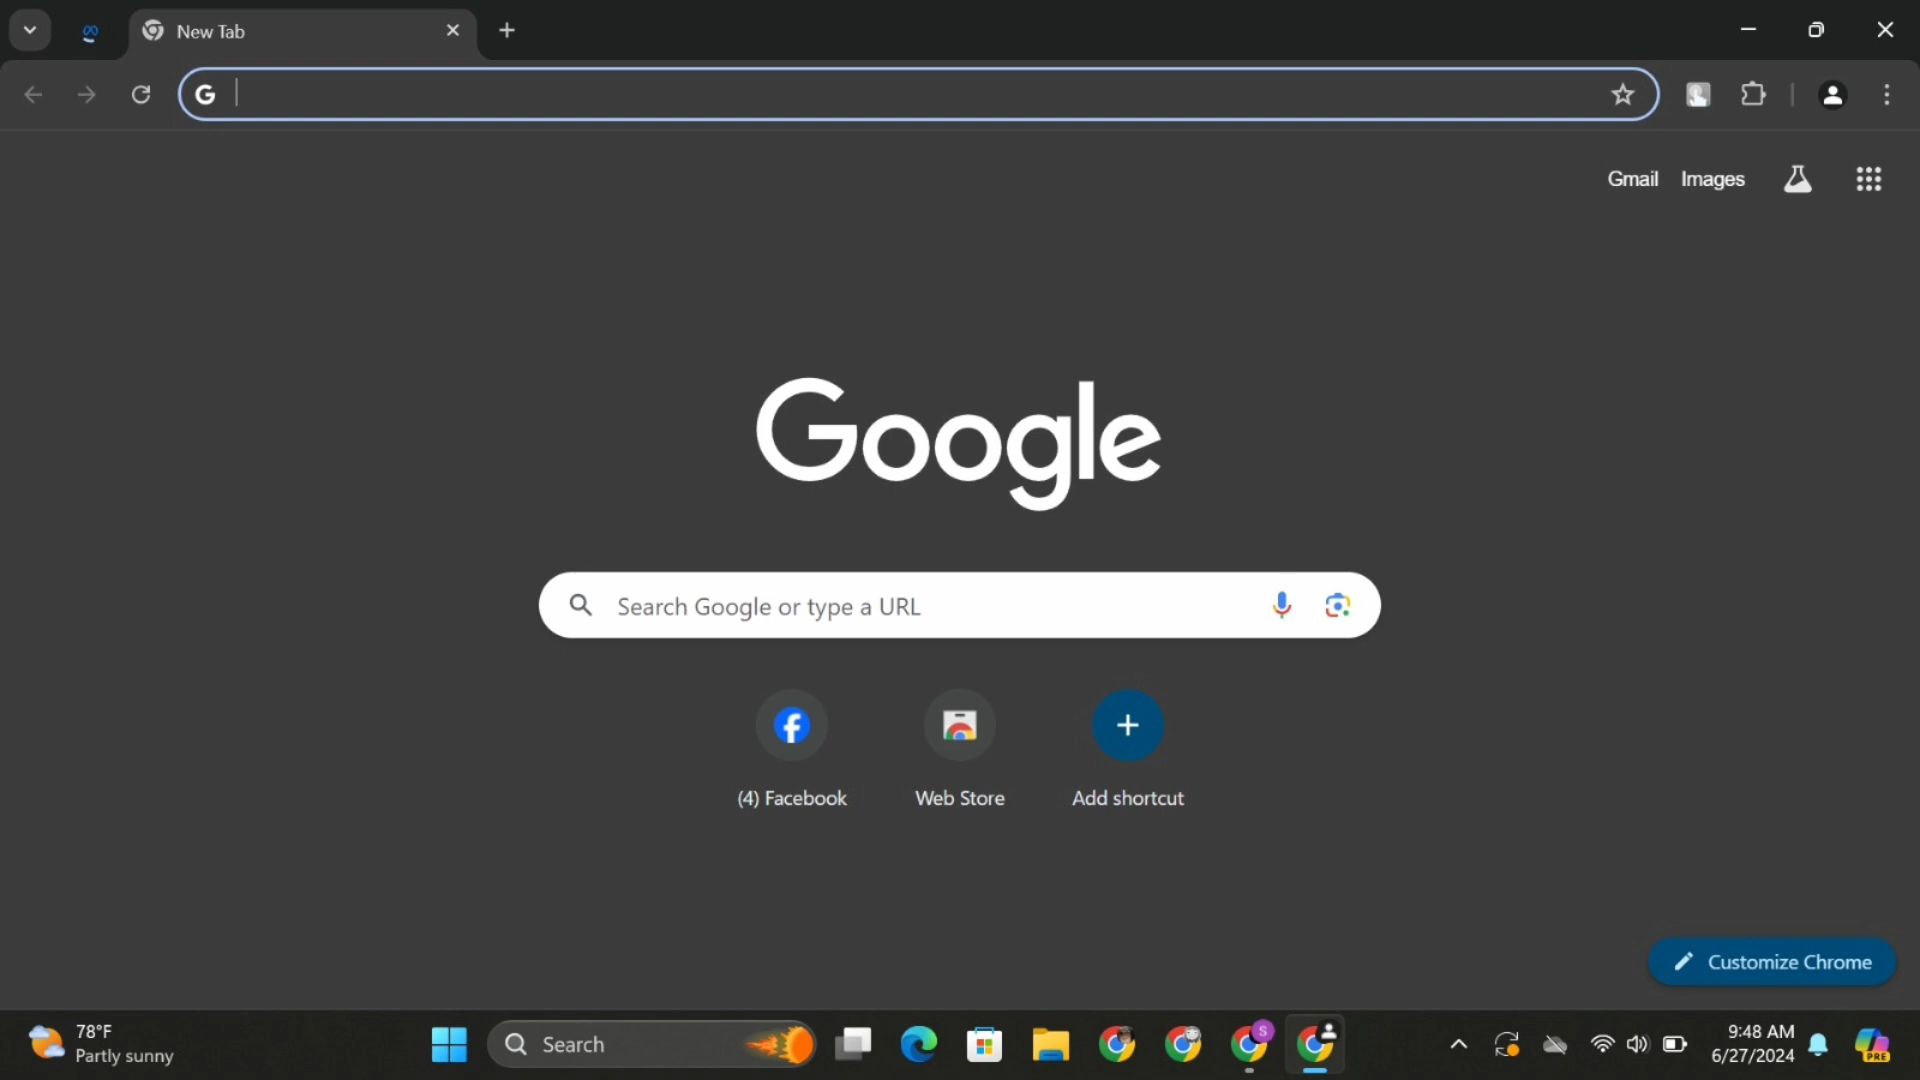 New Tab
Gmail Images
Google
Search Google or type a URL
(4) Facebook
Web Store
Add shortcut
Customize Chrome
78°F
Partly sunny
Search
S
9:48 AM
6/27/2024
PRE